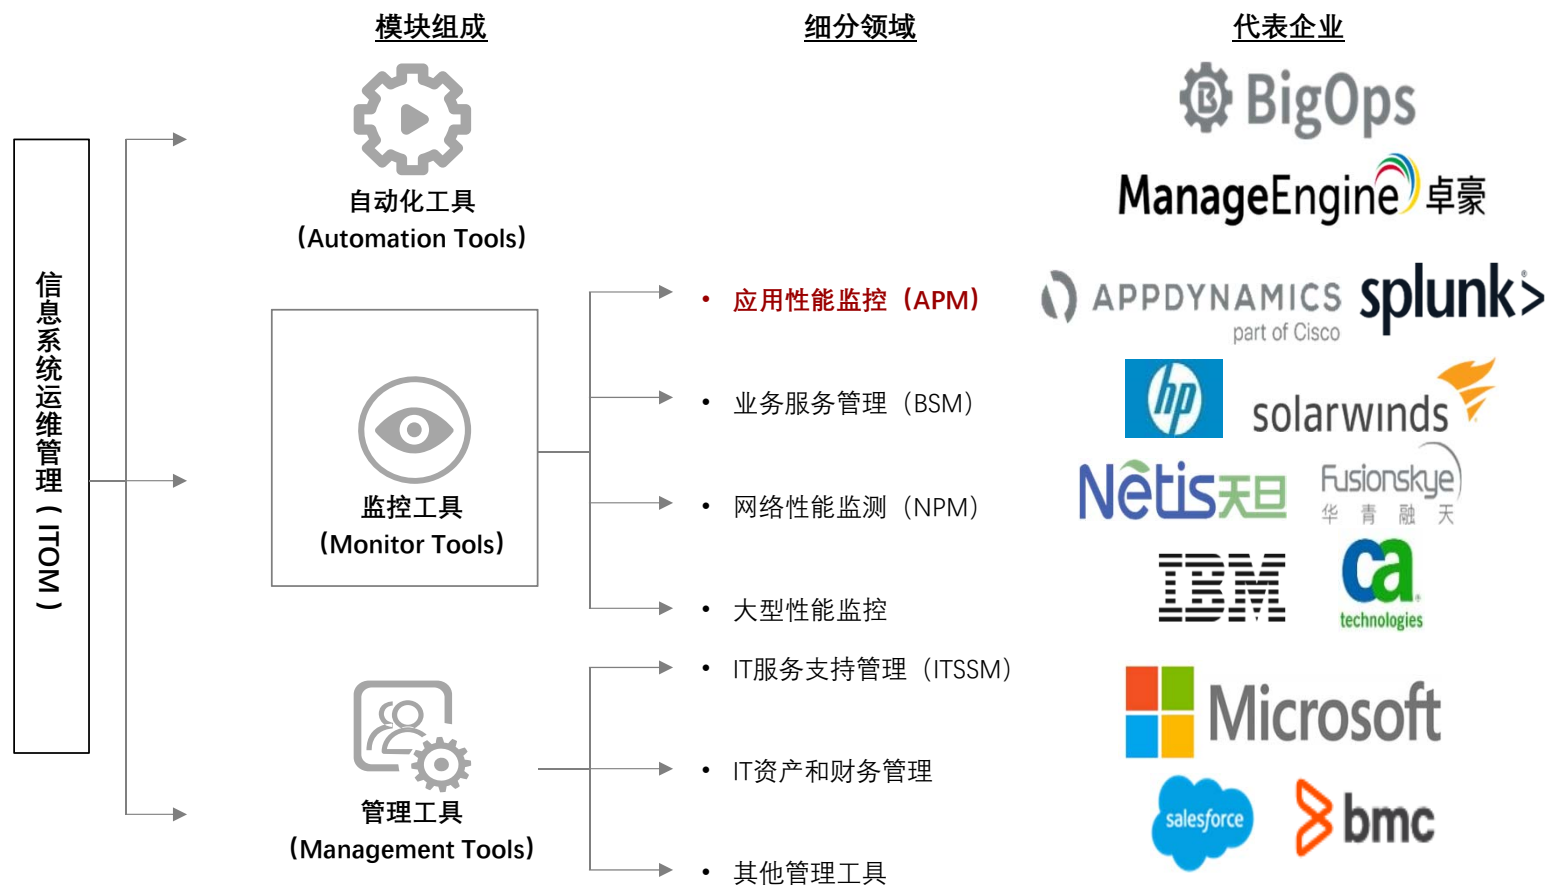 模块组成
细分领域
代表企业
信息系统运维管理（ITOM）
自动化工具
（Automation Tools）
BigOps
ManageEngine 卓豪
监控工具
（Monitor Tools）
• 应用性能监控（APM）
• 业务服务管理（BSM）
• 网络性能监测（NPM）
• 大型性能监控
APPDYNAMICS
part of Cisco
splunk>
hp
solarwinds
Netis天旦
Fusionskye
华青融天
IBM
ca
technologies
管理工具
（Management Tools）
• IT服务支持管理（ITSSM）
• IT资产和财务管理
• 其他管理工具
Microsoft
salesforce
bmc